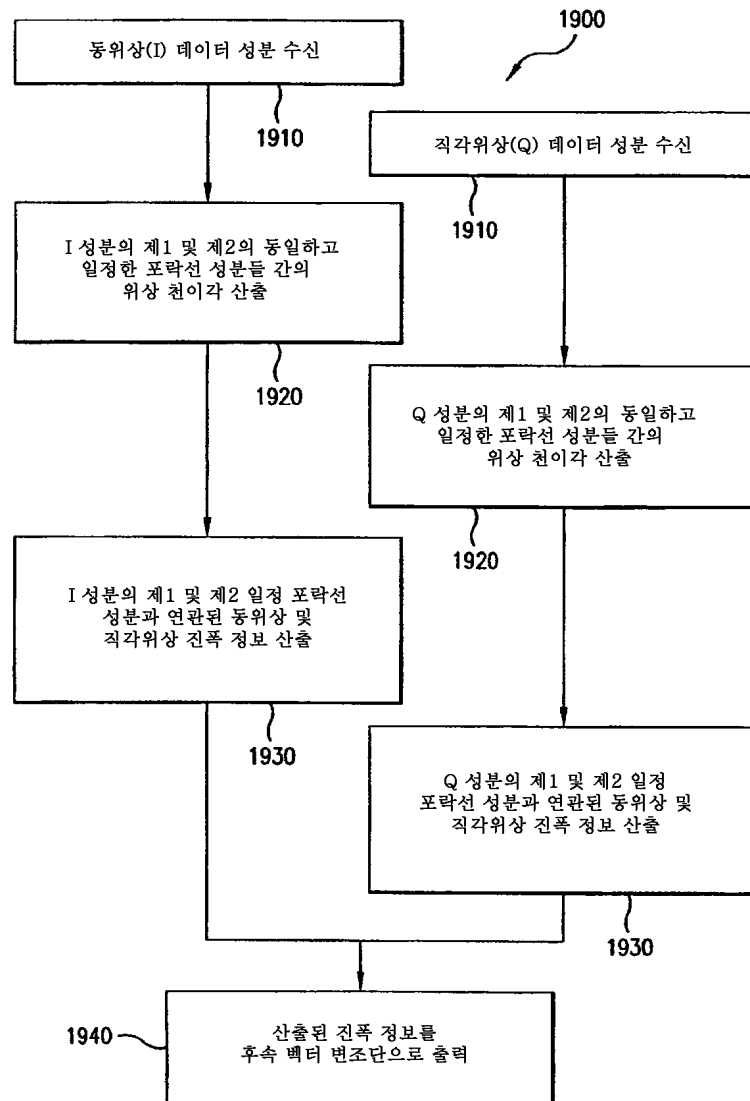 1900
동위상(I) 데이터 성분 수신
1910
직각위상(Q) 데이터 성분 수신
1910
I 성분의 제1 및 제2의 동일하고
일정한 포락선 성분들 간의
위상 천이각 산출
1920
Q 성분의 제1 및 제2의 동일하고
일정한 포락선 성분들 간의
위상 천이각 산출
1920
I 성분의 제1 및 제2 일정 포락선
성분과 연관된 동위상 및
직각위상 진폭 정보 산출
1930
Q 성분의 제1 및 제2 일정
포락선 성분과 연관된 동위상 및
직각위상 진폭 정보 산출
1930
1940
산출된 진폭 정보를
후속 벡터 변조단으로 출력